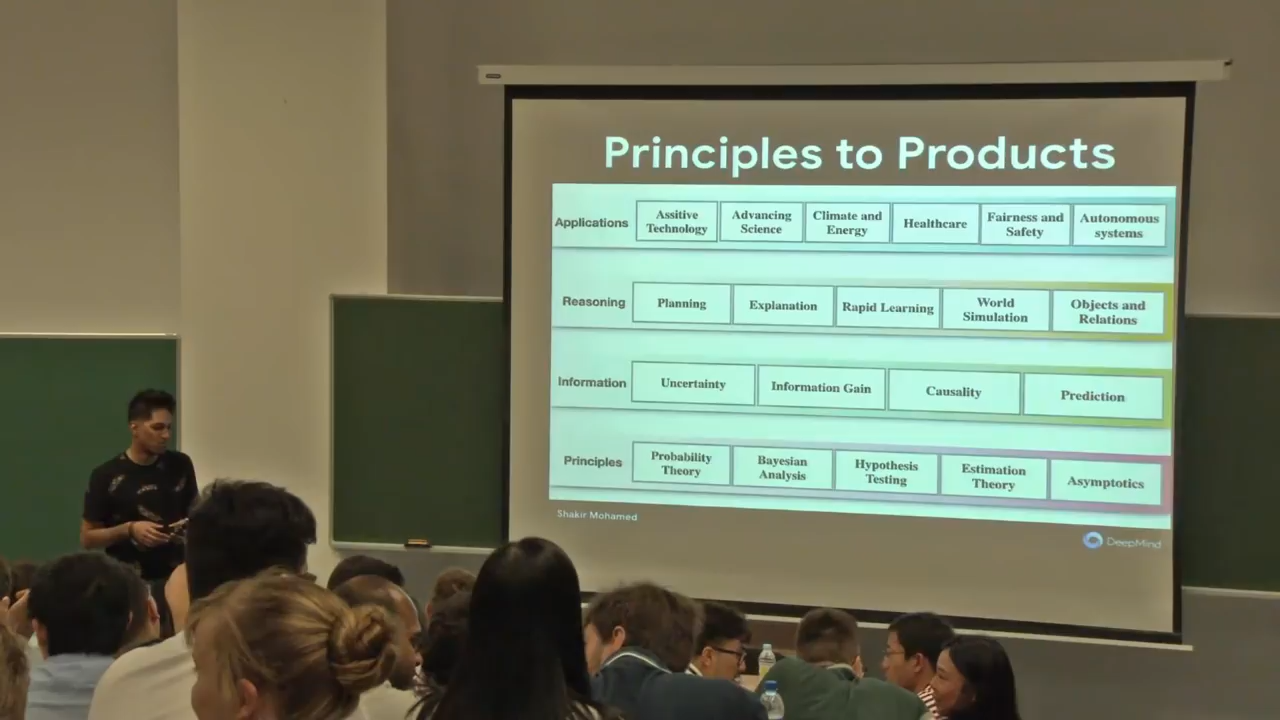 Principles to Products
Applications
Assitive
Technology
Advancing
Science
Climate and
Energy
Healthcare
Fairness and
Safety
Autonomous
systems
Reasoning
Planning
Explanation
Rapid Learning
World
Simulation
Objects and
Relations
Information
Uncertainty
Information Gain
Causality
Prediction
Principles
Probability
Theory
Bayesian
Analysis
Hypothesis
Testing
Estimation
Theory
Asymptotics
Shakir Mohamed
DeepMind